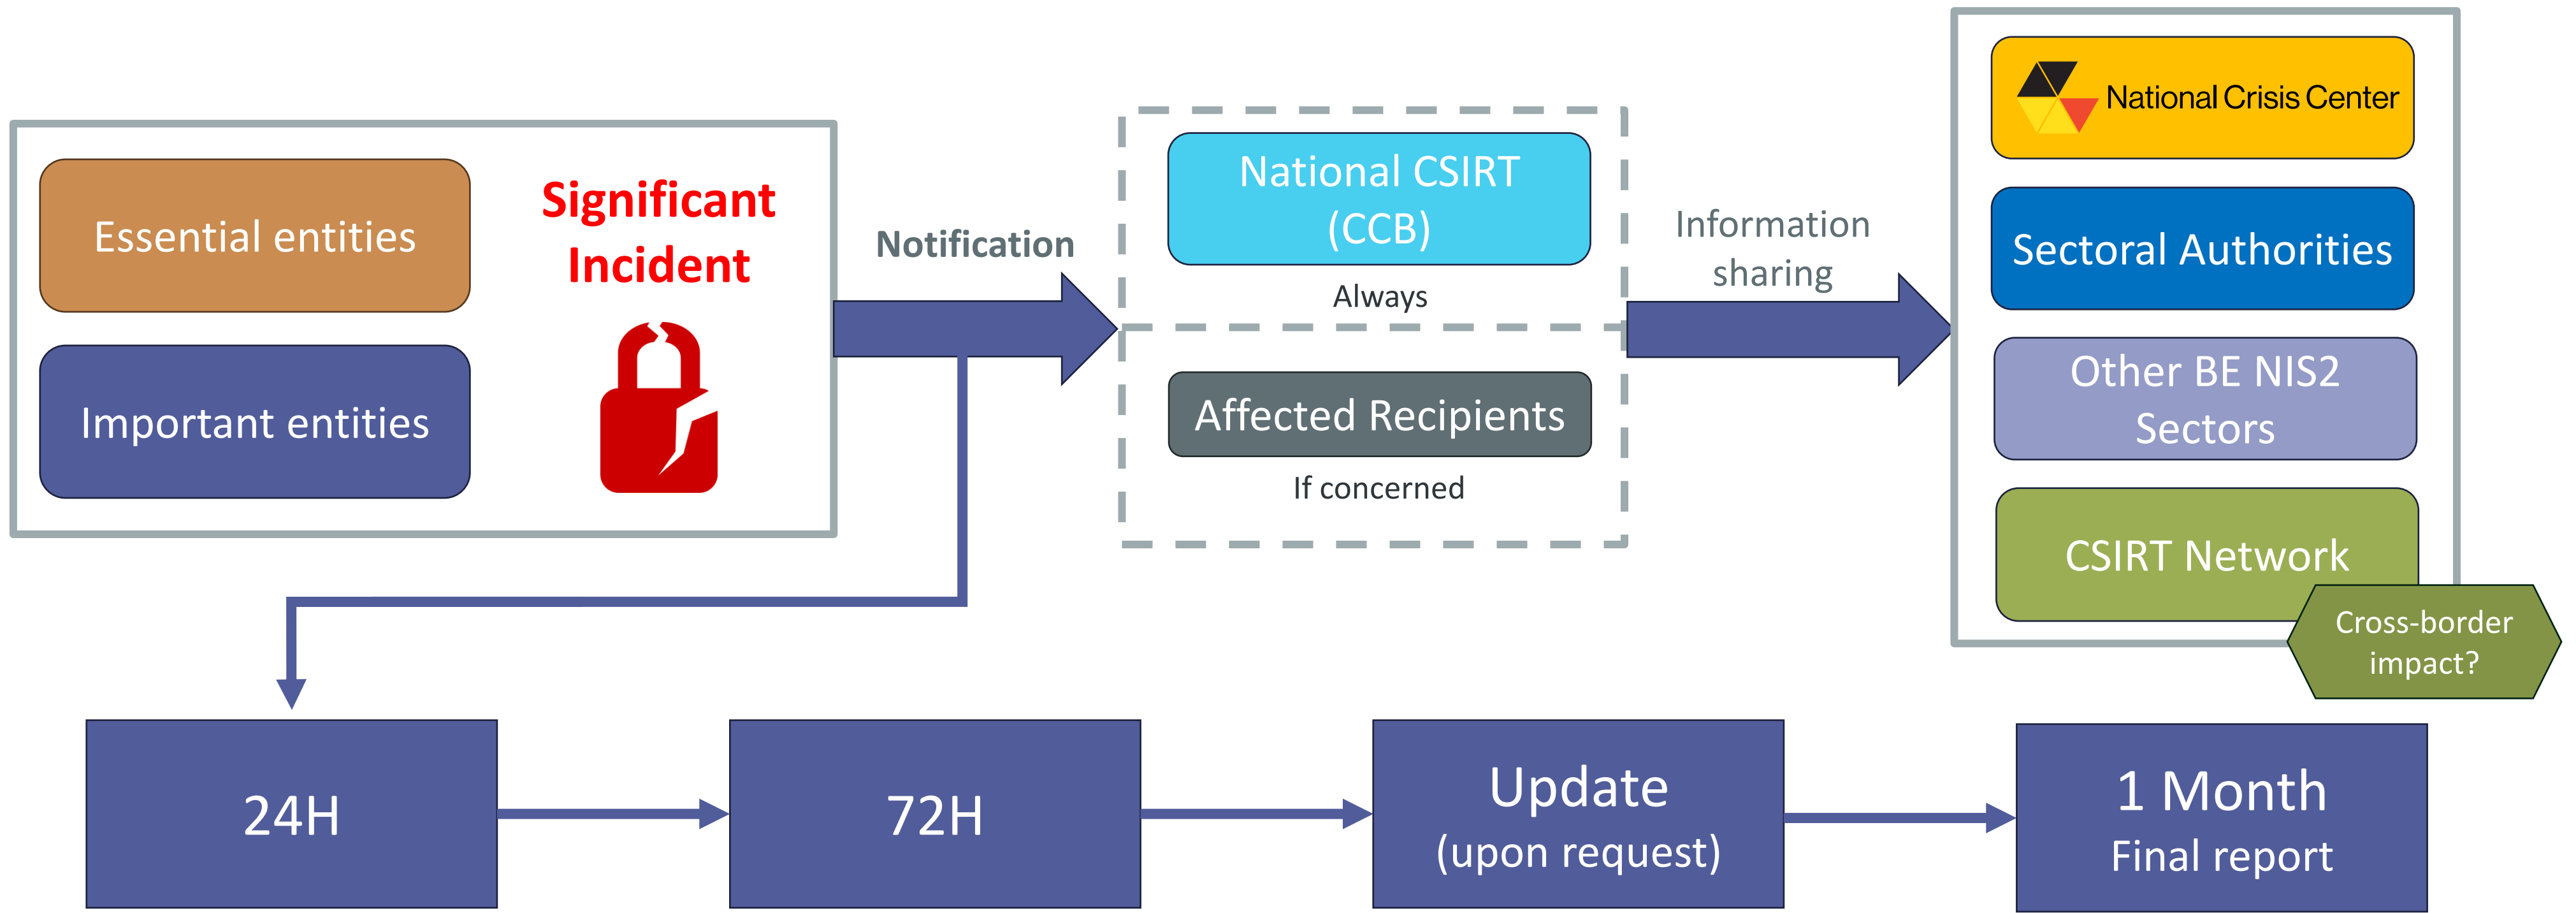 Essential entities
Important entities
Significant
Incident
Notification
National CSIRT
(CCB)
Always
Affected Recipients
If concerned
Information
sharing
National Crisis Center
Sectoral Authorities
Other BE NIS2
Sectors
CSIRT Network
Cross-border
impact?
24H
72H
Update
(upon request)
1 Month
Final report